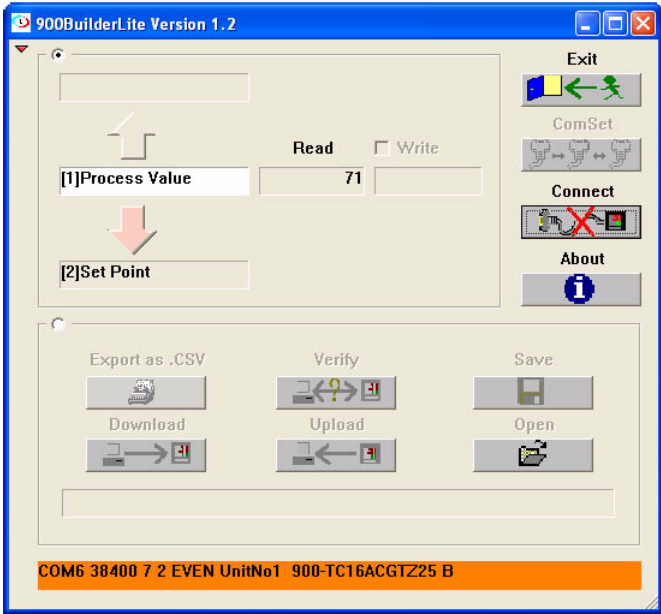 900BuilderLite Version 1.2
Exit
ComSet
Read
Write
[1]Process Value
71
Connect
[2]Set Point
About
Export as .CSV
Verify
Save
Download
Upload
Open
COM6 38400 7 2 EVEN UnitNo1 900-TC16ACGTZ25 B